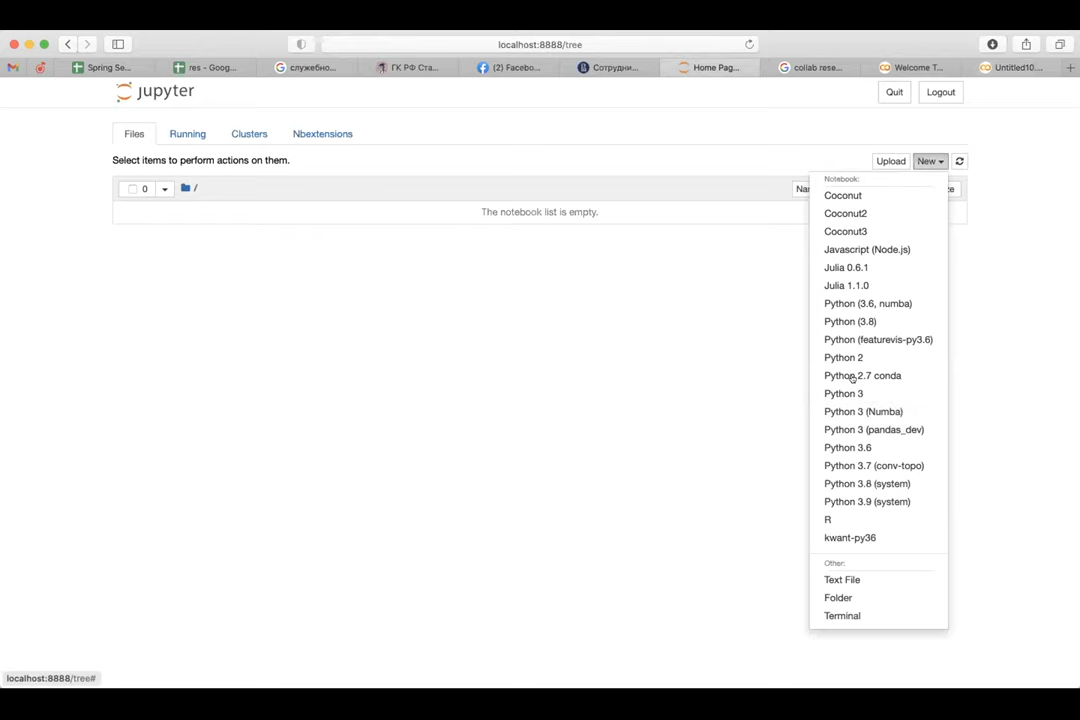 localhost:8888/tree
Spring Se...
res - Goog...
служебно...
ГК РФ Ста...
(2) Facebo...
Сотрудни...
Home Pag...
collab rese...
Welcome T...
Untitled10....
jupyter
Quit
Logout
Files
Running
Clusters
Nbextensions
Select items to perform actions on them.
Upload
New
0
/
The notebook list is empty.
Notebook:
Coconut
Coconut2
Coconut3
Javascript (Node.js)
Julia 0.6.1
Julia 1.1.0
Python (3.6, numba)
Python (3.8)
Python (featurevis-py3.6)
Python 2
Python 2.7 conda
Python 3
Python 3 (Numba)
Python 3 (pandas_dev)
Python 3.6
Python 3.7 (conv-topo)
Python 3.8 (system)
Python 3.9 (system)
R
kwant-py36
Other:
Text File
Folder
Terminal
localhost:8888/tree#